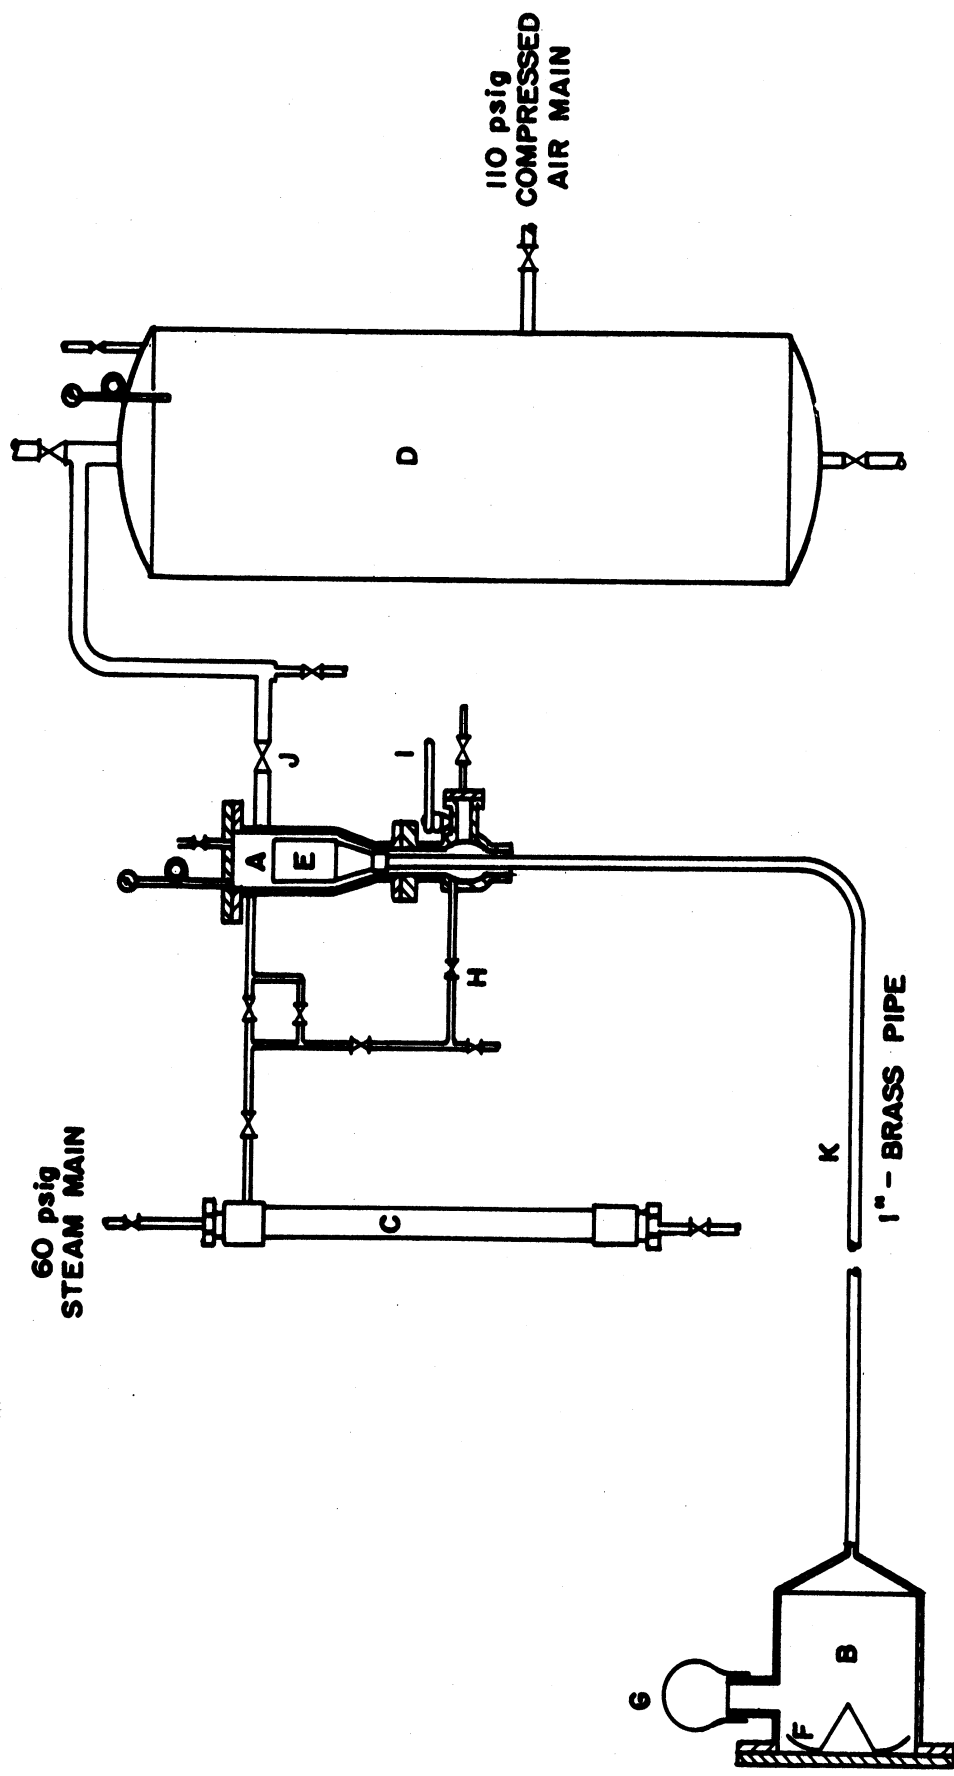 60 psig
STEAM MAIN
110 psig
COMPRESSED
AIR MAIN
A
E
J
I
D
C
H
G
F
B
K
1" - BRASS PIPE